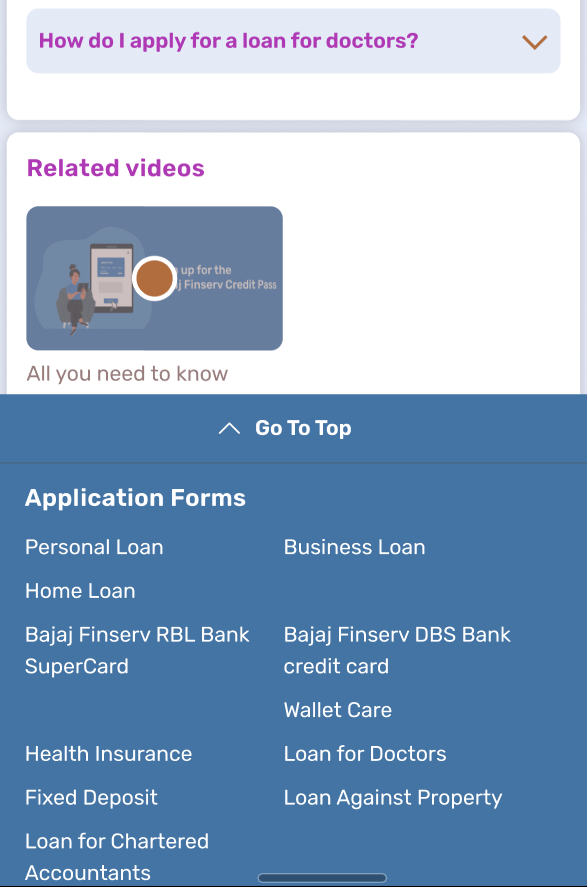 How do I apply for a loan for doctors?
Related videos
up for the
Finserv Credit Pass
All you need to know
Go To Top
Application Forms
Personal Loan
Business Loan
Home Loan
Bajaj Finserv RBL Bank
SuperCard
Bajaj Finserv DBS Bank
credit card
Wallet Care
Health Insurance
Loan for Doctors
Fixed Deposit
Loan Against Property
Loan for Chartered
Accountants